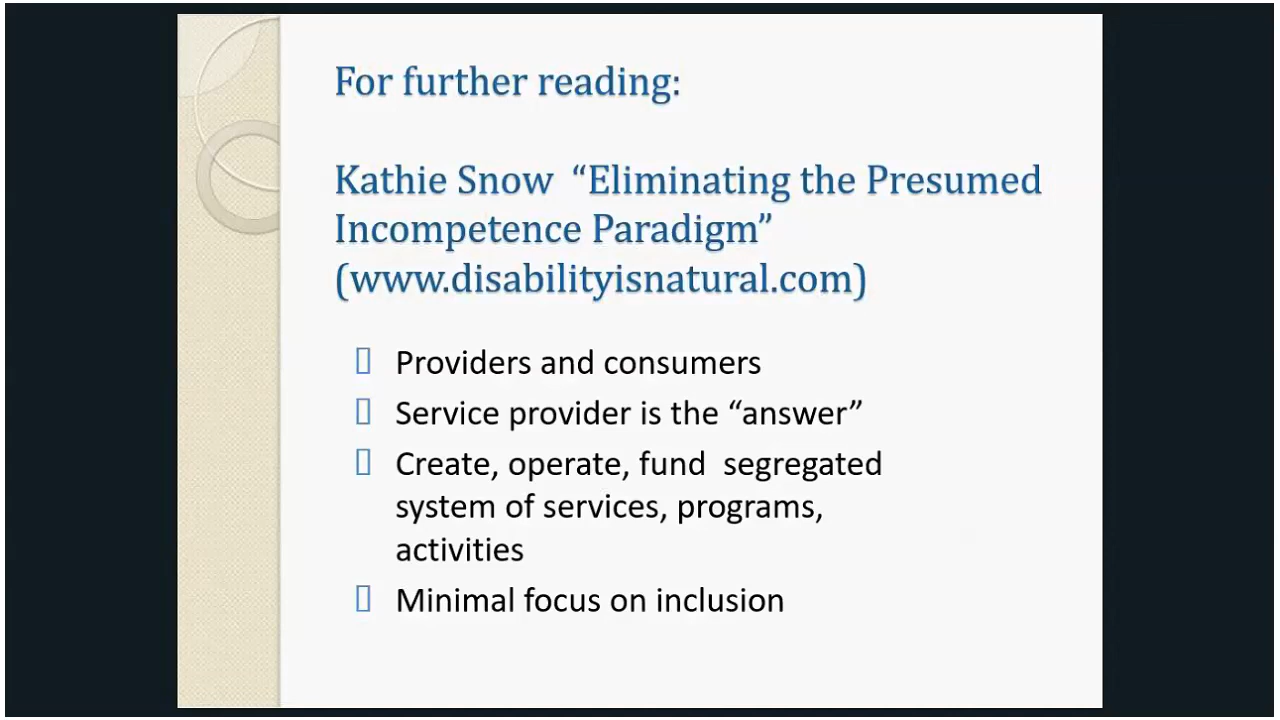 For further reading:
Kathie Snow “Eliminating the Presumed
Incompetence Paradigm”
(www.disabilityisnatural.com)
Providers and consumers
Service provider is the “answer”
Create, operate, fund segregated
system of services, programs,
activities
Minimal focus on inclusion